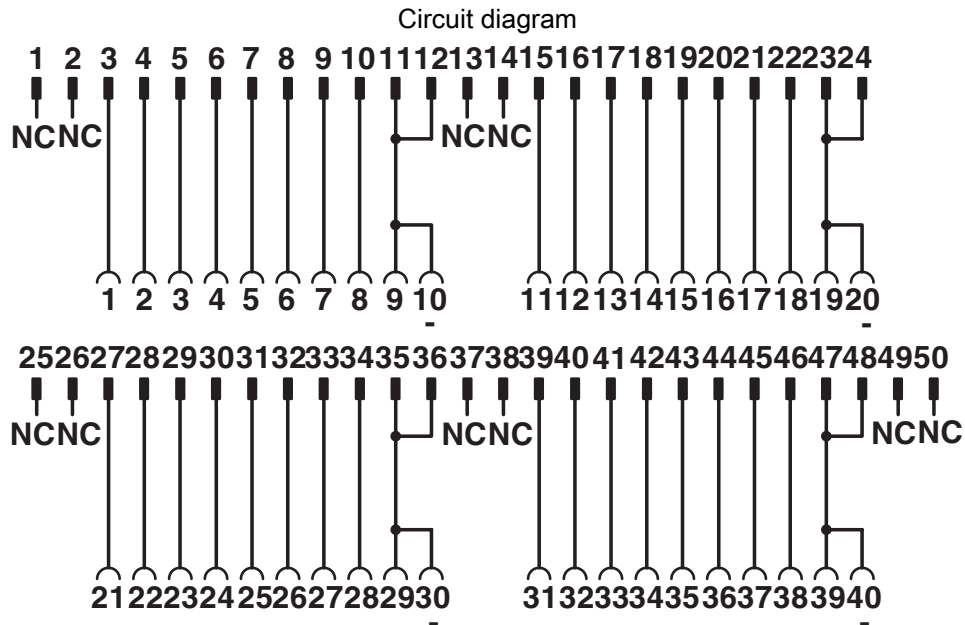 Circuit diagram
1 2 3 4 5 6 7 8 9 10 11 12 13 14 15 16 17 18 19 20 21 22 23 24
NC NC NC NC
1 2 3 4 5 6 7 8 9 10 11 12 13 14 15 16 17 18 19 20
- -
25 26 27 28 29 30 31 32 33 34 35 36 37 38 39 40 41 42 43 44 45 46 47 48 49 50
NC NC NC NC NC NC
21 22 23 24 25 26 27 28 29 30 31 32 33 34 35 36 37 38 39 40
- -